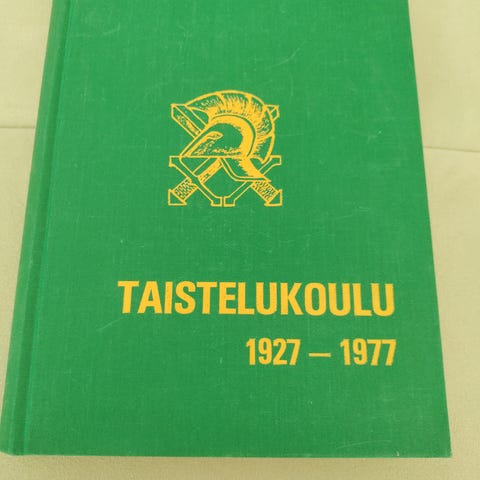 TAISTELUKOULU
1927 – 1977